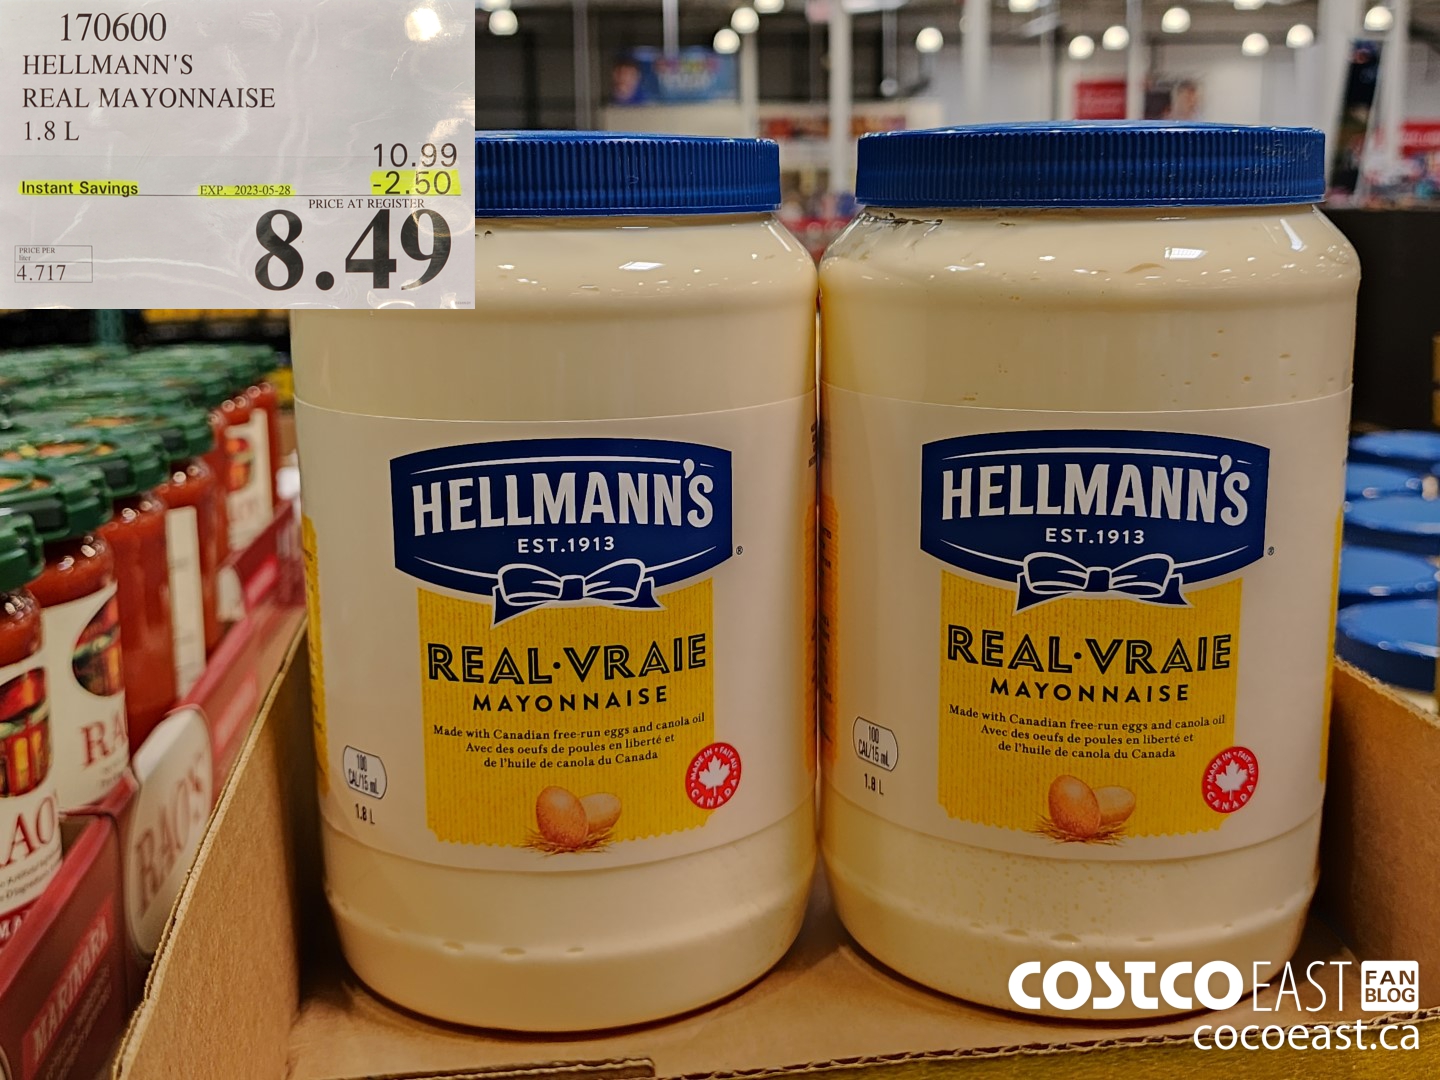 170600
HELLMANN'S
REAL MAYONNAISE
1.8 L
10.99
Instant Savings EXP. 2023-05-28 -2.50
PRICE AT REGISTER
8.49
PRICE PER
liter
4.717
HELLMANN'S
EST.1913
®
REAL·VRAIE
MAYONNAISE
Made with Canadian free-run eggs and canola oil
Avec des oeufs de poules en liberté et
de l'huile de canola du Canada
100
CAL/15 mL
1.8 L
MADE IN • FAIT AU
CANADA
HELLMANN'S
EST.1913
®
REAL·VRAIE
MAYONNAISE
Made with Canadian free-run eggs and canola oil
Avec des oeufs de poules en liberté et
de l'huile de canola du Canada
100
CAL/15 mL
1.8 L
MADE IN • FAIT AU
CANADA
RAO'S
MARINARA
COSTCO EAST FAN BLOG
cocoeast.ca